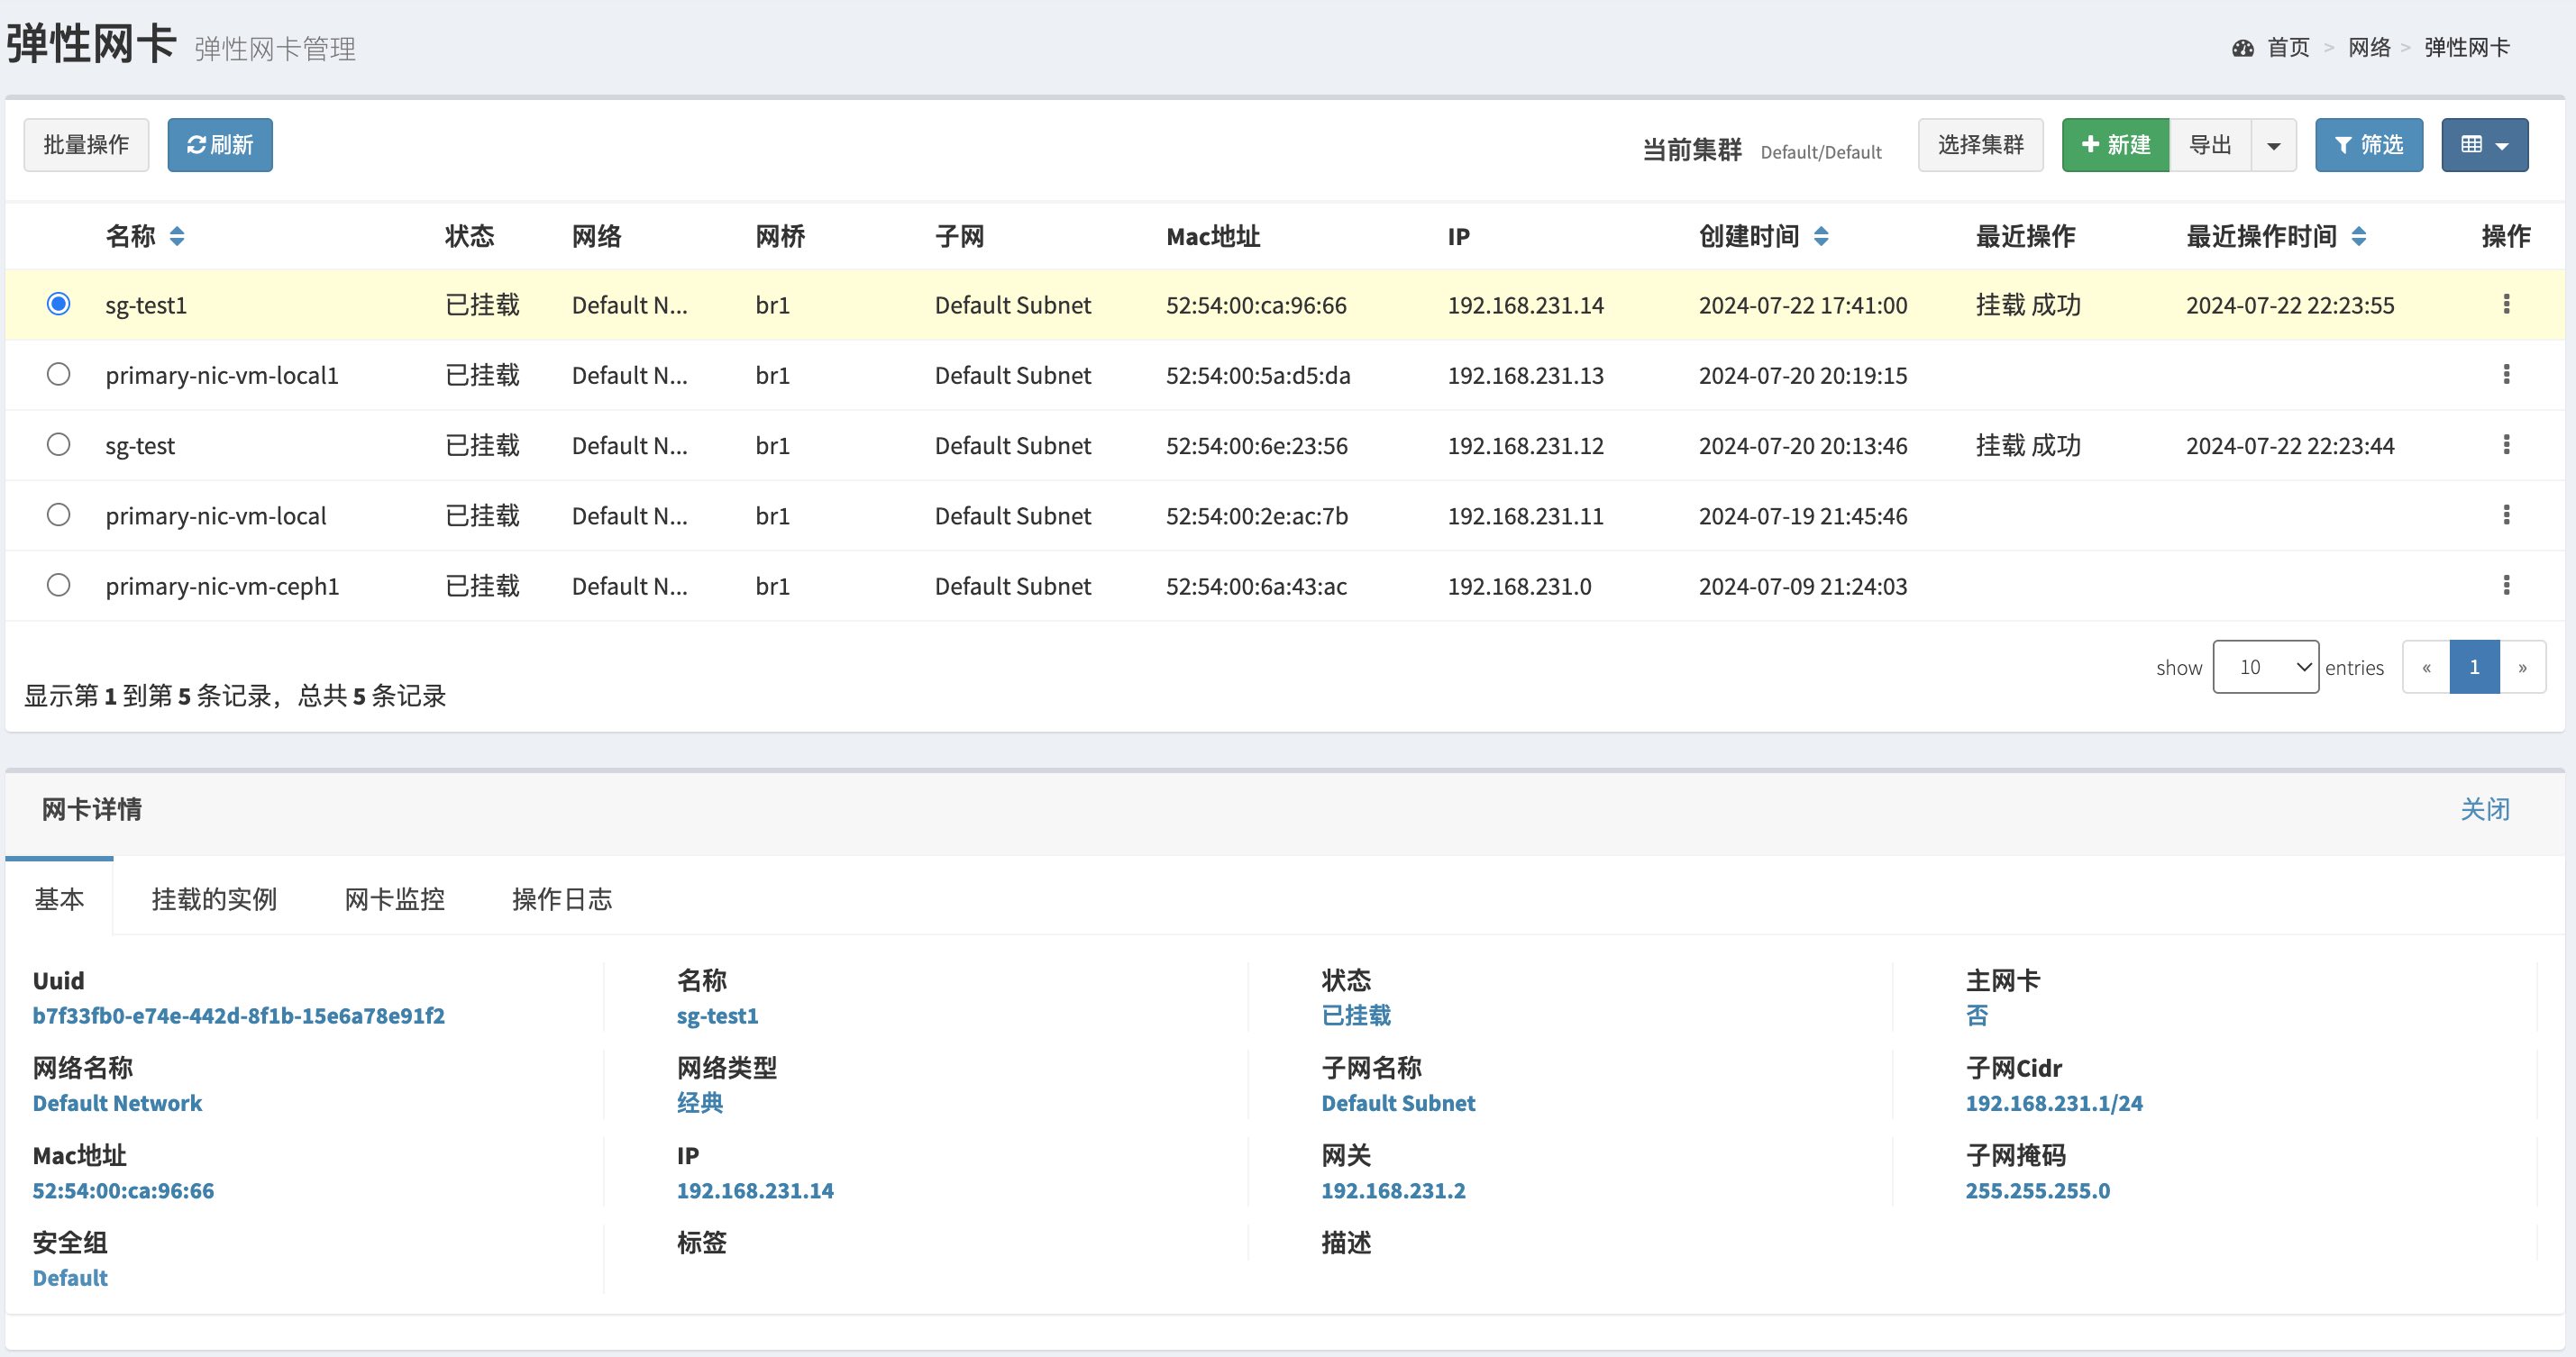 弹性网卡 弹性网卡管理
首页 > 网络 > 弹性网卡
批量操作 刷新 当前集群 Default/Default 选择集群 新建 导出 筛选
名称 状态 网络 网桥 子网 Mac地址 IP 创建时间 最近操作 最近操作时间 操作
sg-test1 已挂载 Default N... br1 Default Subnet 52:54:00:ca:96:66 192.168.231.14 2024-07-22 17:41:00 挂载 成功 2024-07-22 22:23:55
primary-nic-vm-local1 已挂载 Default N... br1 Default Subnet 52:54:00:5a:d5:da 192.168.231.13 2024-07-20 20:19:15
sg-test 已挂载 Default N... br1 Default Subnet 52:54:00:6e:23:56 192.168.231.12 2024-07-20 20:13:46 挂载 成功 2024-07-22 22:23:44
primary-nic-vm-local 已挂载 Default N... br1 Default Subnet 52:54:00:2e:ac:7b 192.168.231.11 2024-07-19 21:45:46
primary-nic-vm-ceph1 已挂载 Default N... br1 Default Subnet 52:54:00:6a:43:ac 192.168.231.0 2024-07-09 21:24:03
show 10 entries « 1 »
显示第 1 到第 5 条记录，总共 5 条记录
网卡详情 关闭
基本 挂载的实例 网卡监控 操作日志
Uuid 名称 状态 主网卡
b7f33fb0-e74e-442d-8f1b-15e6a78e91f2 sg-test1 已挂载 否
网络名称 网络类型 子网名称 子网Cidr
Default Network 经典 Default Subnet 192.168.231.1/24
Mac地址 IP 网关 子网掩码
52:54:00:ca:96:66 192.168.231.14 192.168.231.2 255.255.255.0
安全组 标签 描述
Default